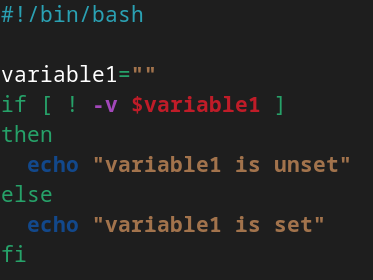 #!/bin/bash

variable1=""
if [ ! -v $variable1 ]
then
  echo "variable1 is unset"
else
  echo "variable1 is set"
fi